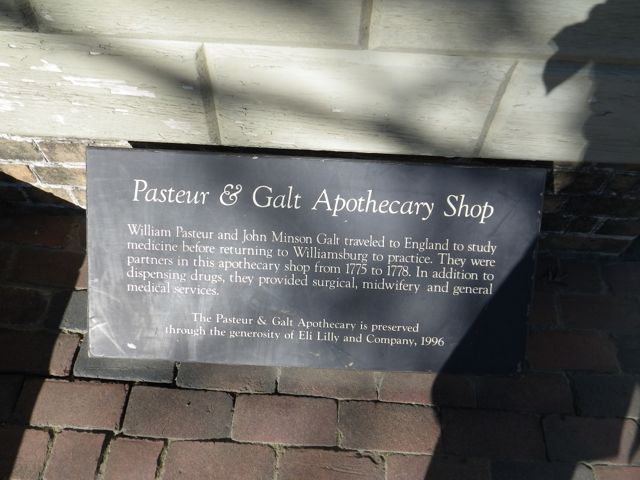 Pasteur & Galt Apothecary Shop
William Pasteur and John Minson Galt traveled to England to study
medicine before returning to Williamsburg to practice. They were
partners in this apothecary shop from 1775 to 1778. In addition to
dispensing drugs, they provided surgical, midwifery and general
medical services.
The Pasteur & Galt Apothecary is preserved
through the generosity of Eli Lilly and Company, 1996